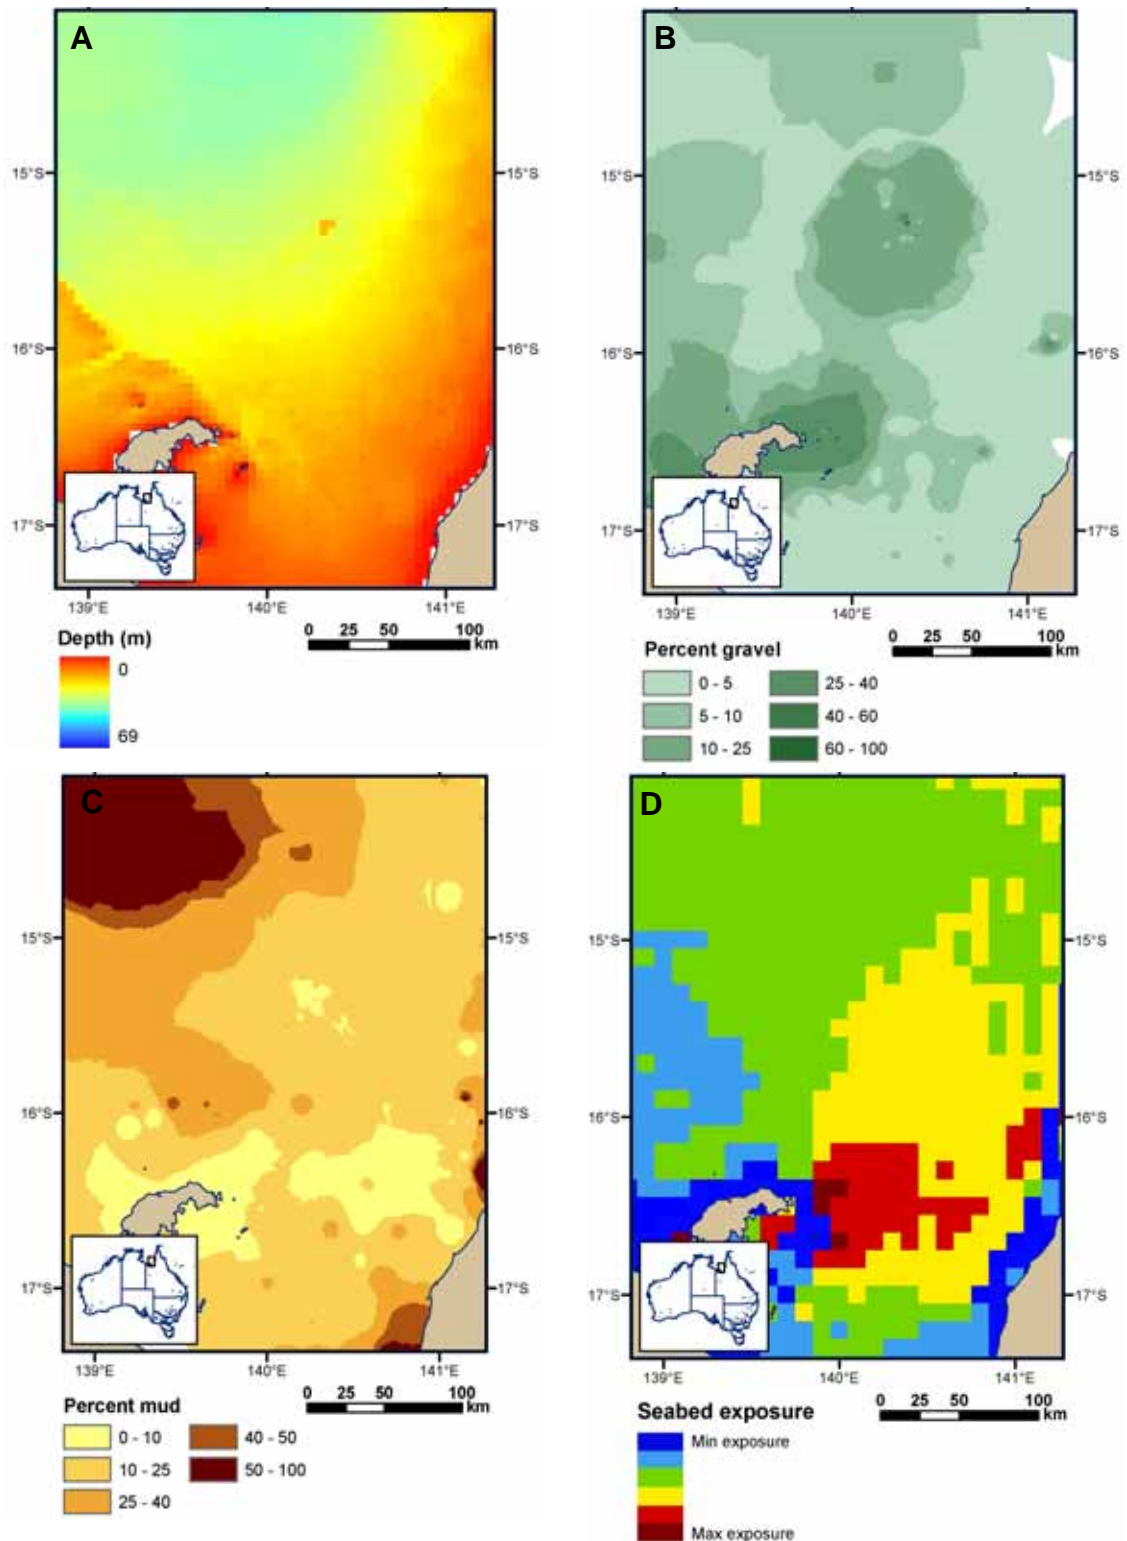 A
B
15°S
15°S
15°S
15°S
16°S
16°S
16°S
16°S
17°S
17°S
17°S
17°S
139°E
140°E
141°E
139°E
140°E
141°E
Depth (m)
0
69
0 25 50 100
km
Percent gravel
0 - 5
25 - 40
5 - 10
40 - 60
10 - 25
60 - 100
0 25 50 100
km
C
D
15°S
15°S
15°S
15°S
16°S
16°S
16°S
16°S
17°S
17°S
17°S
17°S
139°E
140°E
141°E
139°E
140°E
141°E
Percent mud
0 - 10
40 - 50
10 - 25
50 - 100
25 - 40
0 25 50 100
km
Seabed exposure
Min exposure
Max exposure
0 25 50 100
km